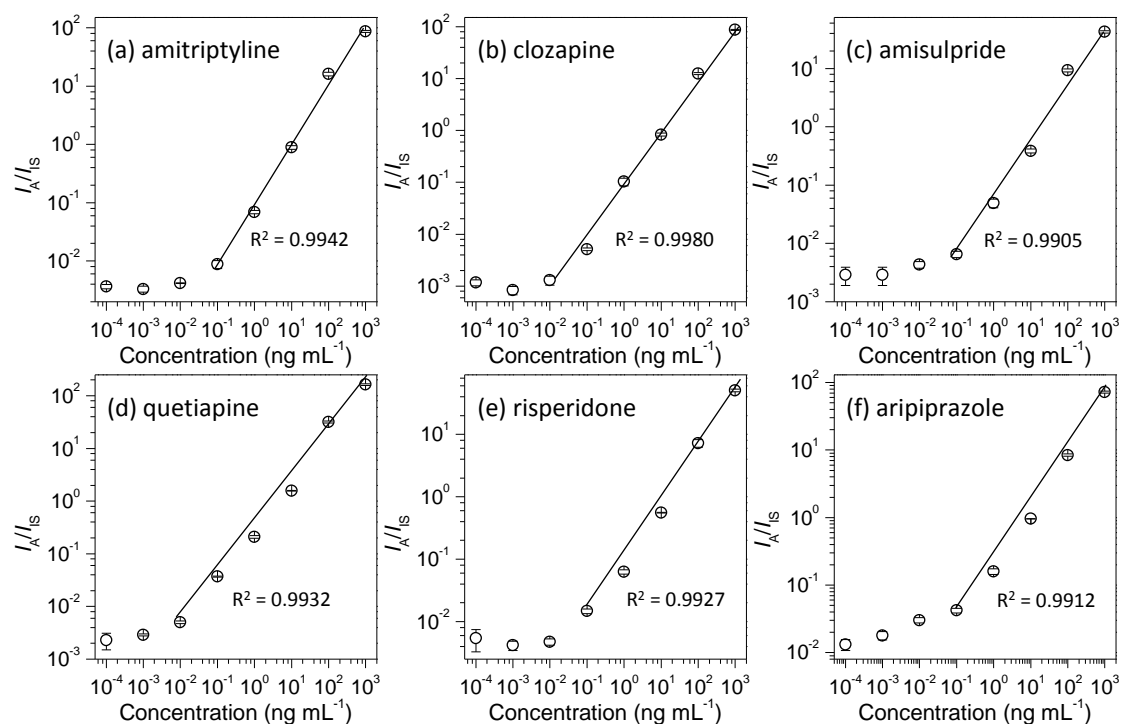 (a) amitriptyline
10²
10¹
10⁰
10⁻¹
10⁻²
I_A/I_IS
R² = 0.9942
10⁻⁴ 10⁻³ 10⁻² 10⁻¹ 10⁰ 10¹ 10² 10³
Concentration (ng mL⁻¹)
(b) clozapine
10²
10¹
10⁰
10⁻¹
10⁻²
10⁻³
I_A/I_IS
R² = 0.9980
10⁻⁴ 10⁻³ 10⁻² 10⁻¹ 10⁰ 10¹ 10² 10³
Concentration (ng mL⁻¹)
(c) amisulpride
10¹
10⁰
10⁻¹
10⁻²
10⁻³
I_A/I_IS
R² = 0.9905
10⁻⁴ 10⁻³ 10⁻² 10⁻¹ 10⁰ 10¹ 10² 10³
Concentration (ng mL⁻¹)
(d) quetiapine
10²
10¹
10⁰
10⁻¹
10⁻²
10⁻³
I_A/I_IS
R² = 0.9932
10⁻⁴ 10⁻³ 10⁻² 10⁻¹ 10⁰ 10¹ 10² 10³
Concentration (ng mL⁻¹)
(e) risperidone
10¹
10⁰
10⁻¹
10⁻²
I_A/I_IS
R² = 0.9927
10⁻⁴ 10⁻³ 10⁻² 10⁻¹ 10⁰ 10¹ 10² 10³
Concentration (ng mL⁻¹)
(f) aripiprazole
10²
10¹
10⁰
10⁻¹
10⁻²
I_A/I_IS
R² = 0.9912
10⁻⁴ 10⁻³ 10⁻² 10⁻¹ 10⁰ 10¹ 10² 10³
Concentration (ng mL⁻¹)